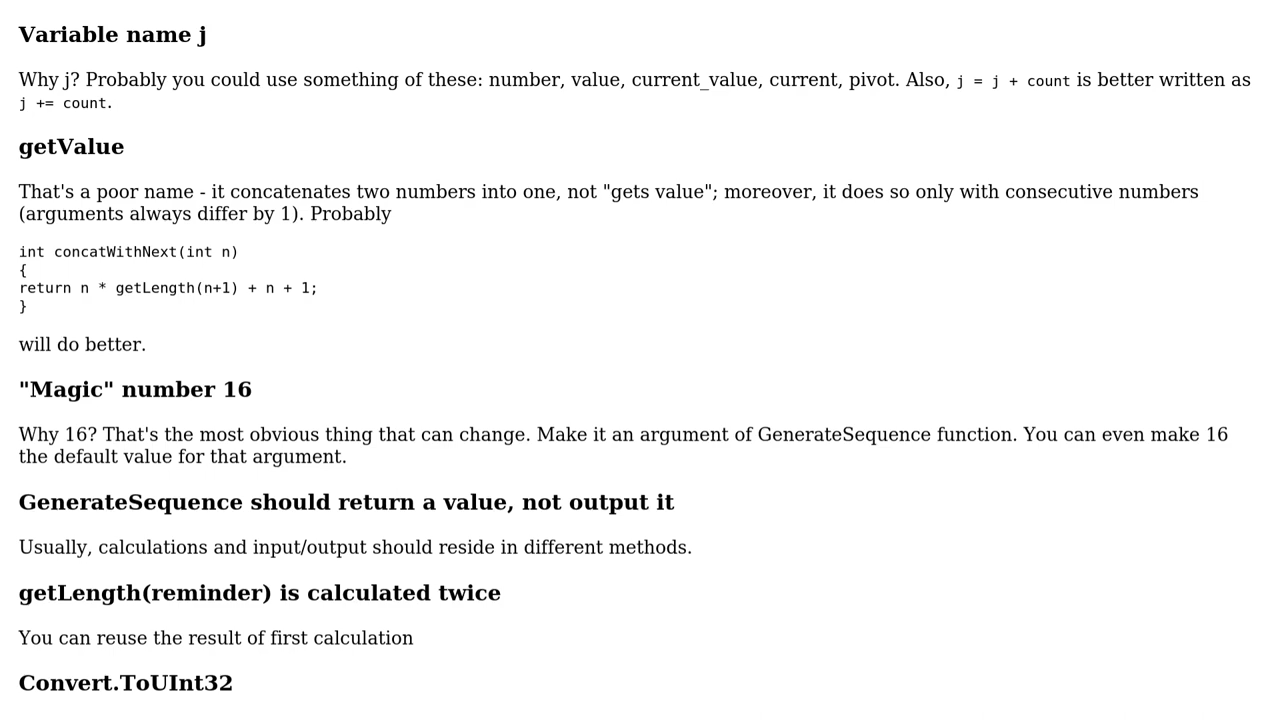 Variable name j
Why j? Probably you could use something of these: number, value, current_value, current, pivot. Also, j = j + count is better written as
j += count.
getValue
That's a poor name - it concatenates two numbers into one, not "gets value"; moreover, it does so only with consecutive numbers
(arguments always differ by 1). Probably
int concatWithNext(int n)
{
return n * getLength(n+1) + n + 1;
}
will do better.
"Magic" number 16
Why 16? That's the most obvious thing that can change. Make it an argument of GenerateSequence function. You can even make 16
the default value for that argument.
GenerateSequence should return a value, not output it
Usually, calculations and input/output should reside in different methods.
getLength(reminder) is calculated twice
You can reuse the result of first calculation
Convert.ToUInt32